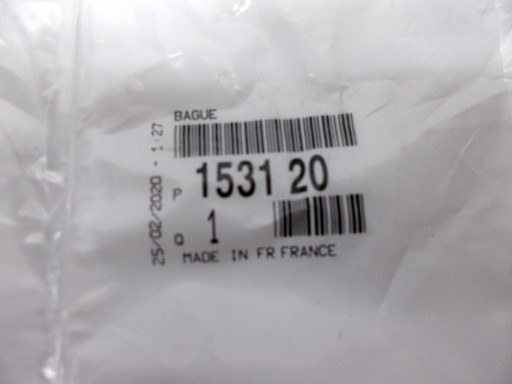 BAGUE
P 1531 20
Q 1
MADE IN FR FRANCE
25/02/2020 - 1:27